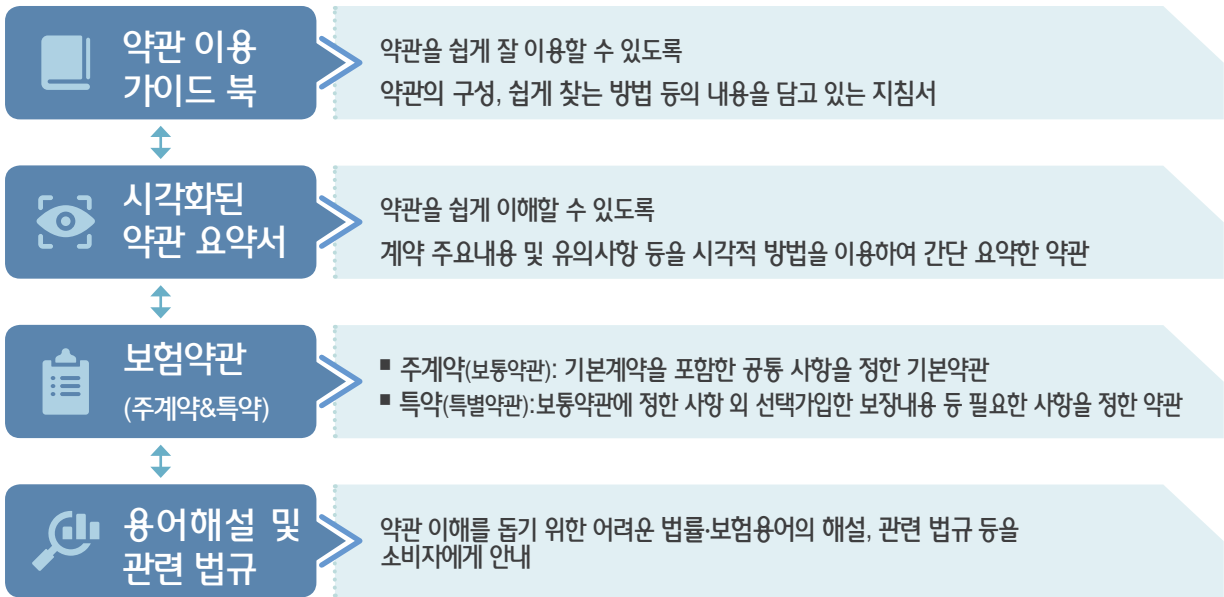 약관 이용
가이드 북
약관을 쉽게 잘 이용할 수 있도록
약관의 구성, 쉽게 찾는 방법 등의 내용을 담고 있는 지침서
시각화된
약관 요약서
약관을 쉽게 이해할 수 있도록
계약 주요내용 및 유의사항 등을 시각적 방법을 이용하여 간단 요약한 약관
보험약관
(주계약&특약)
■ 주계약(보통약관): 기본계약을 포함한 공통 사항을 정한 기본약관
■ 특약(특별약관):보통약관에 정한 사항 외 선택가입한 보장내용 등 필요한 사항을 정한 약관
용어해설 및
관련 법규
약관 이해를 돕기 위한 어려운 법률·보험용어의 해설, 관련 법규 등을
소비자에게 안내